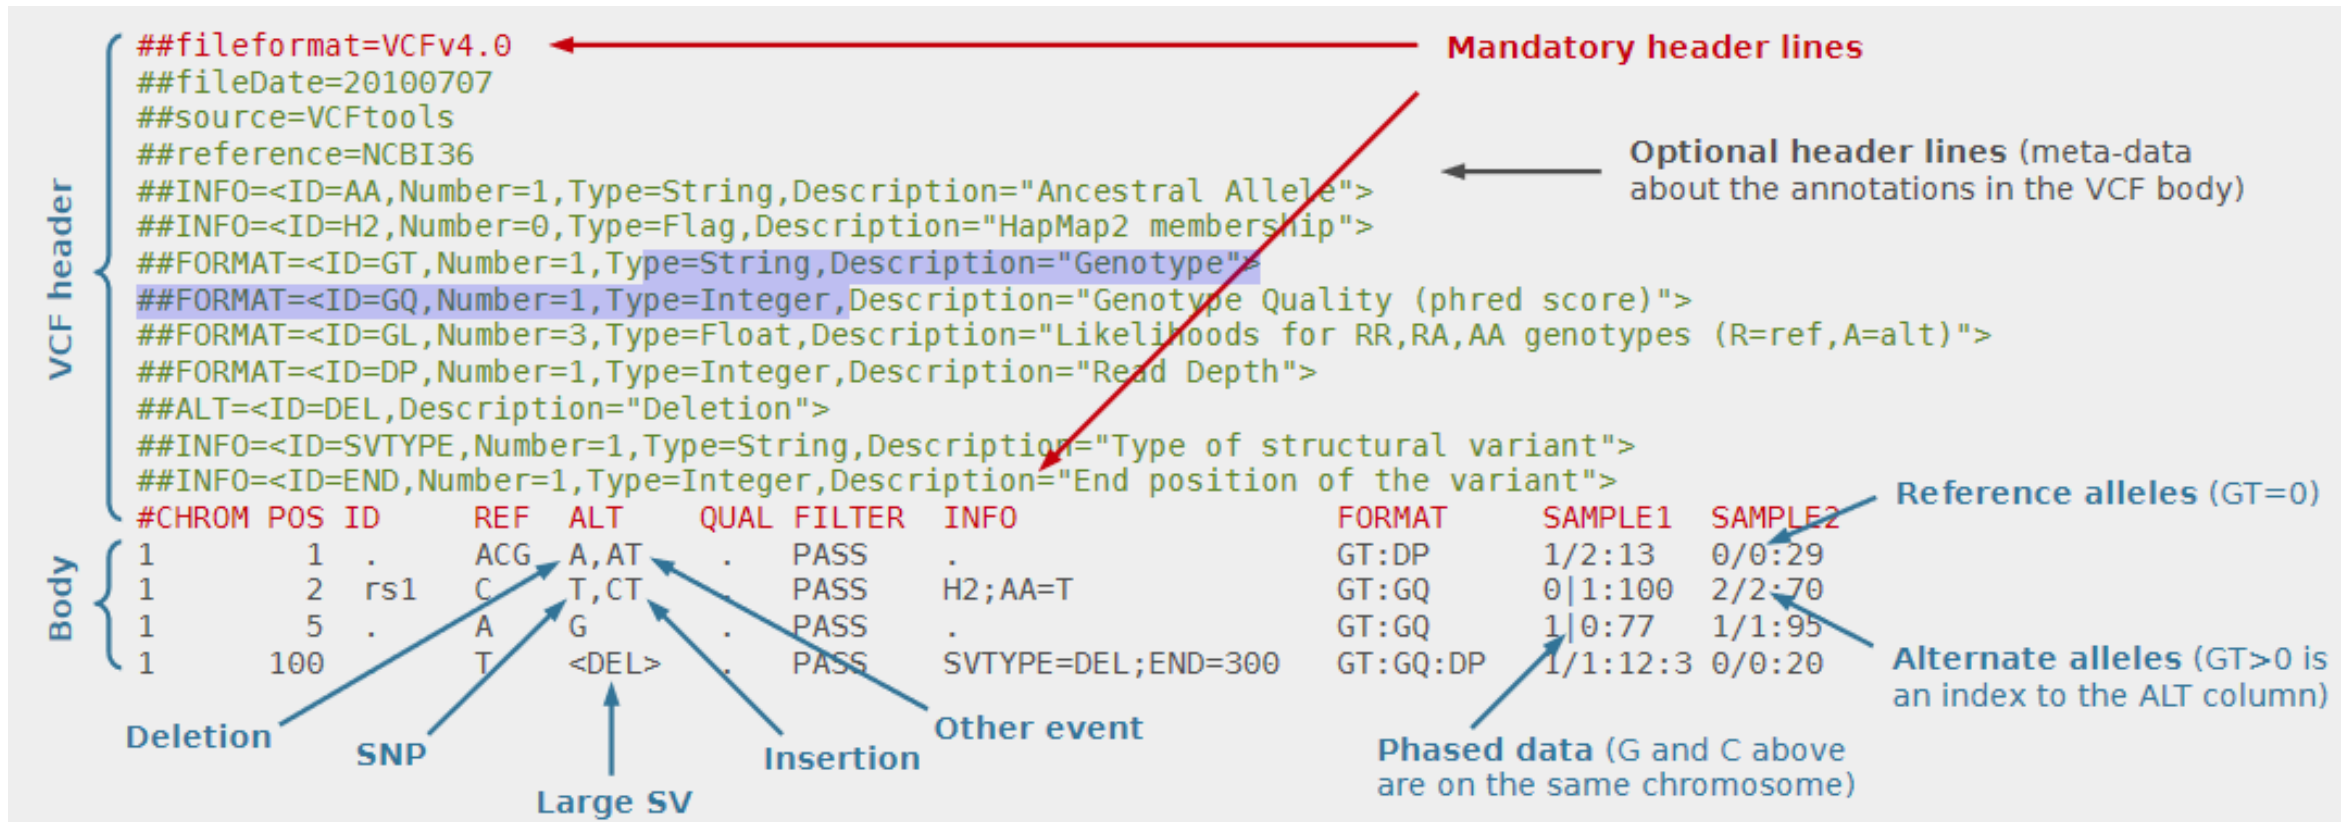 ##fileformat=VCFv4.0
Mandatory header lines
##fileDate=20100707
##source=VCFtools
##reference=NCBI36
Optional header lines (meta-data
about the annotations in the VCF body)
##INFO=<ID=AA,Number=1,Type=String,Description="Ancestral Allele">
##INFO=<ID=H2,Number=0,Type=Flag,Description="HapMap2 membership">
##FORMAT=<ID=GT,Number=1,Type=String,Description="Genotype">
##FORMAT=<ID=GQ,Number=1,Type=Integer,Description="Genotype Quality (phred score)">
##FORMAT=<ID=GL,Number=3,Type=Float,Description="Likelihoods for RR,RA,AA genotypes (R=ref,A=alt)">
##FORMAT=<ID=DP,Number=1,Type=Integer,Description="Read Depth">
##ALT=<ID=DEL,Description="Deletion">
##INFO=<ID=SVTYPE,Number=1,Type=String,Description="Type of structural variant">
##INFO=<ID=END,Number=1,Type=Integer,Description="End position of the variant">
VCF header
#CHROM POS ID REF ALT QUAL FILTER INFO FORMAT SAMPLE1 SAMPLE2
Reference alleles (GT=0)
1 1 . ACG A,AT . PASS . GT:DP 1/2:13 0/0:29
1 2 rs1 C T,CT . PASS H2;AA=T GT:GQ 0|1:100 2/2:70
1 5 . A G . PASS . GT:GQ 1|0:77 1/1:95
1 100 T <DEL> . PASS SVTYPE=DEL;END=300 GT:GQ:DP 1/1:12:3 0/0:20
Body
Alternate alleles (GT>0 is
an index to the ALT column)
Deletion
SNP
Large SV
Insertion
Other event
Phased data (G and C above
are on the same chromosome)